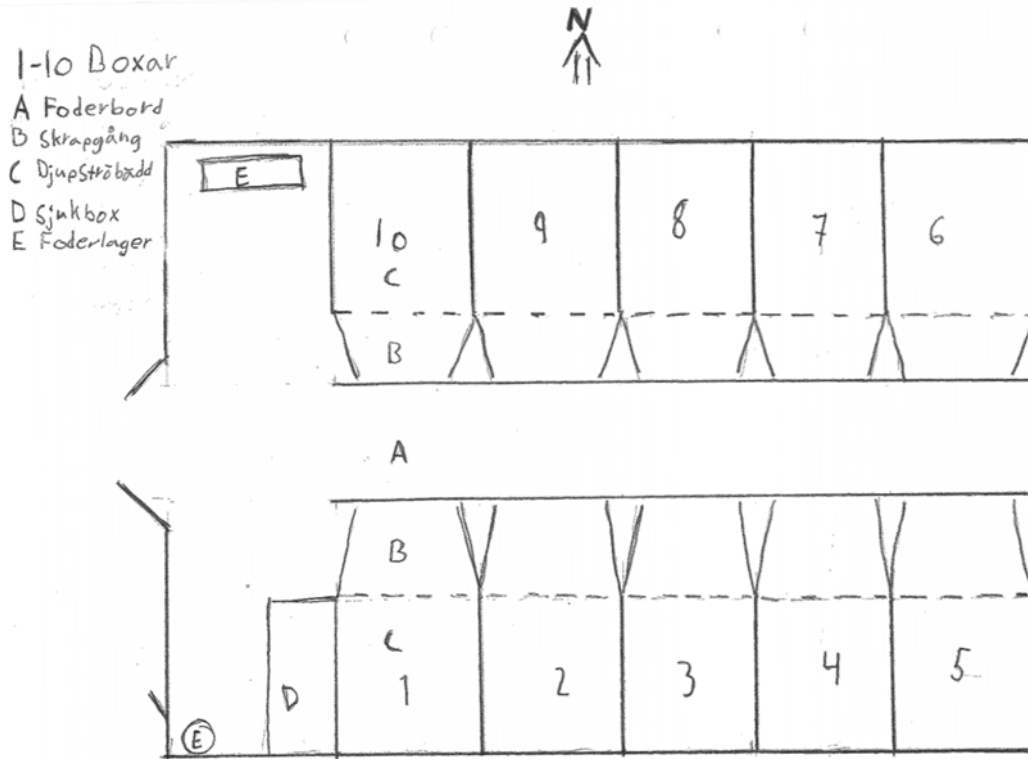 N
1-10 Boxar
A Foderbord
B Skrapgång
C Djupströbädd
D Sjukbox
E Foderlager
E
10 9 8 7 6
C
B
A
B
C
1 2 3 4 5
D
E